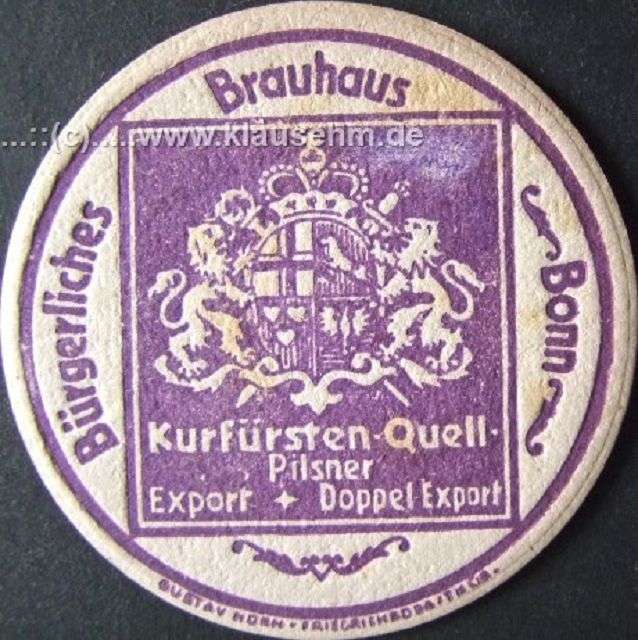 Bürgerliches
Brauhaus
Bonn
...::(c)....www.klausehm.de
Kurfürsten-Quell-
Pilsner
Export + Doppel Export
GUSTAV HORN · FRIEDRICHRODA